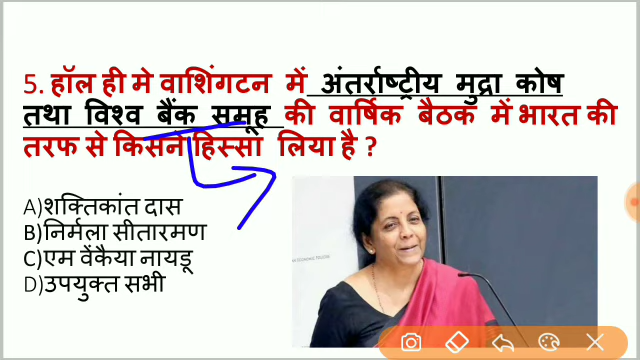 5. हॉल ही मे वाशिंगटन में अंतर्राष्ट्रीय मुद्रा कोष
तथा विश्व बैंक समूह की वार्षिक बैठक में भारत की
तरफ से किसने हिस्सा लिया है ?
A)शक्तिकांत दास
B)निर्मला सीतारमण
C)एम वेंकैया नायडू
D)उपयुक्त सभी